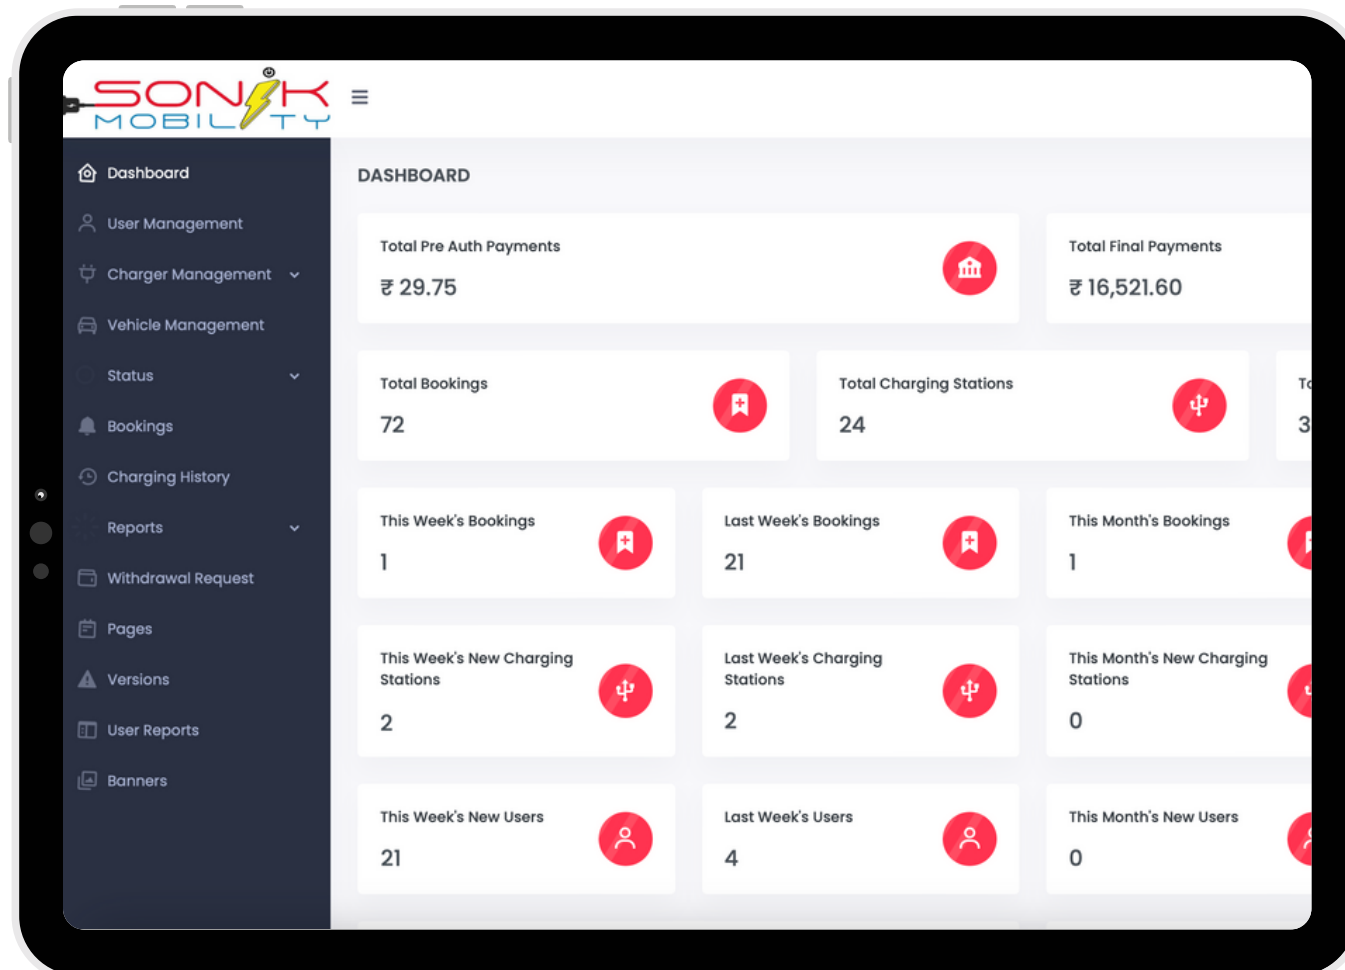 SONIK
MOBILITY
Dashboard
User Management
Charger Management
Vehicle Management
Status
Bookings
Charging History
Reports
Withdrawal Request
Pages
Versions
User Reports
Banners
DASHBOARD
Total Pre Auth Payments
₹ 29.75
Total Final Payments
₹ 16,521.60
Total Bookings
72
Total Charging Stations
24
This Week's Bookings
1
Last Week's Bookings
21
This Month's Bookings
1
This Week's New Charging
Stations
2
Last Week's Charging
Stations
2
This Month's New Charging
Stations
0
This Week's New Users
21
Last Week's Users
4
This Month's New Users
0